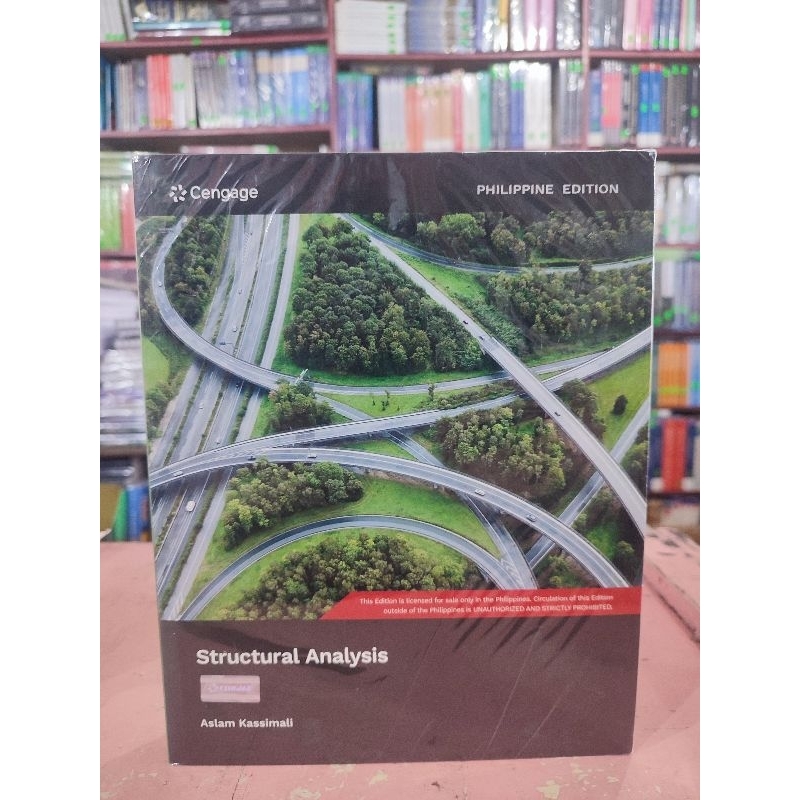 Cengage
PHILIPPINE EDITION
This Edition is licensed for sale only in the Philippines. Circulation of this Edition
outside of the Philippines is UNAUTHORIZED AND STRICTLY PROHIBITED.
Structural Analysis
Aslam Kassimali